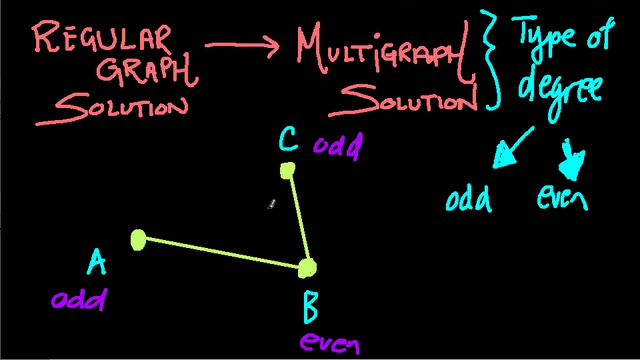 REGULAR GRAPH SOLUTION
MULTIGRAPH SOLUTION
Type of degree
odd
even
C odd
A
odd
B
even